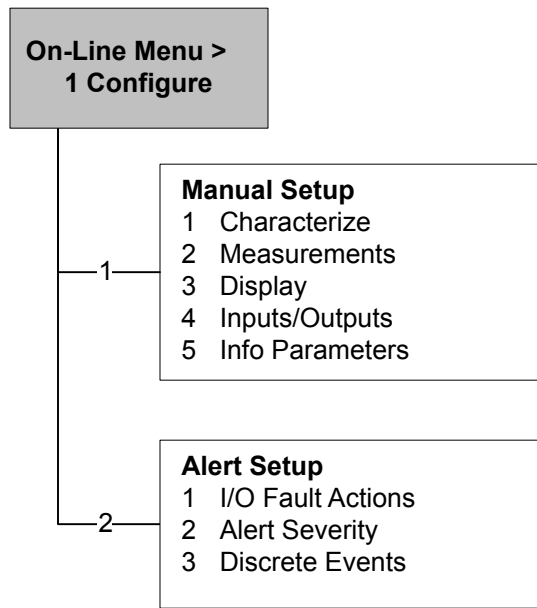 On-Line Menu >
1 Configure
1
Manual Setup
1 Characterize
2 Measurements
3 Display
4 Inputs/Outputs
5 Info Parameters
2
Alert Setup
1 I/O Fault Actions
2 Alert Severity
3 Discrete Events